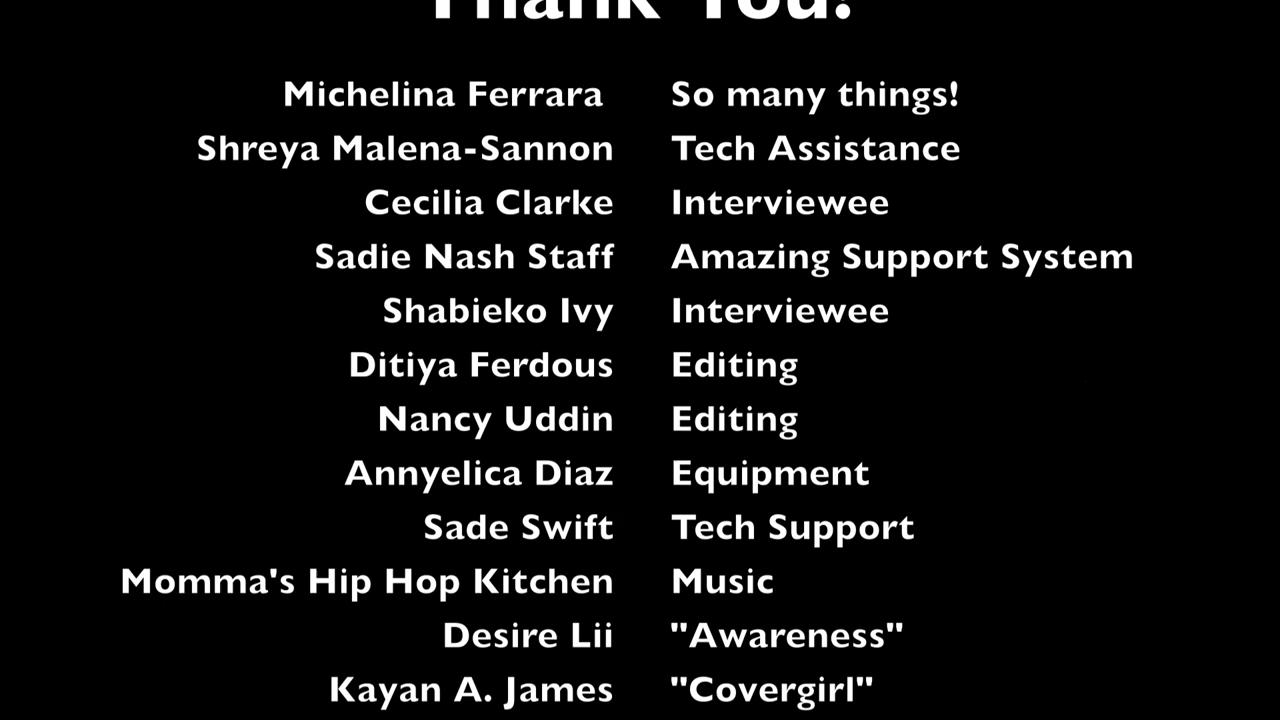 Thank You!
Michelina Ferrara So many things!
Shreya Malena-Sannon Tech Assistance
Cecilia Clarke Interviewee
Sadie Nash Staff Amazing Support System
Shabieko Ivy Interviewee
Ditiya Ferdous Editing
Nancy Uddin Editing
Annyelica Diaz Equipment
Sade Swift Tech Support
Momma's Hip Hop Kitchen Music
Desire Lii "Awareness"
Kayan A. James "Covergirl"